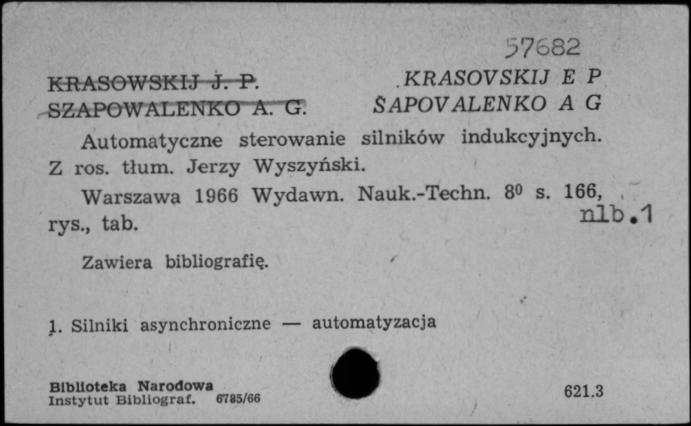 57682
KRASOWSKIJ J. P. KRASOVSKIJ E P
SZAPOWALENKO A. G. ŠAPOVALENKO A G
Automatyczne sterowanie silników indukcyjnych.
Z ros. tłum. Jerzy Wyszyński.
Warszawa 1966 Wydawn. Nauk.-Techn. 8⁰ s. 166,
rys., tab. nlb.1
Zawiera bibliografię.
1. Silniki asynchroniczne — automatyzacja
Biblioteka Narodowa
Instytut Bibliograf. 6785/66 621.3